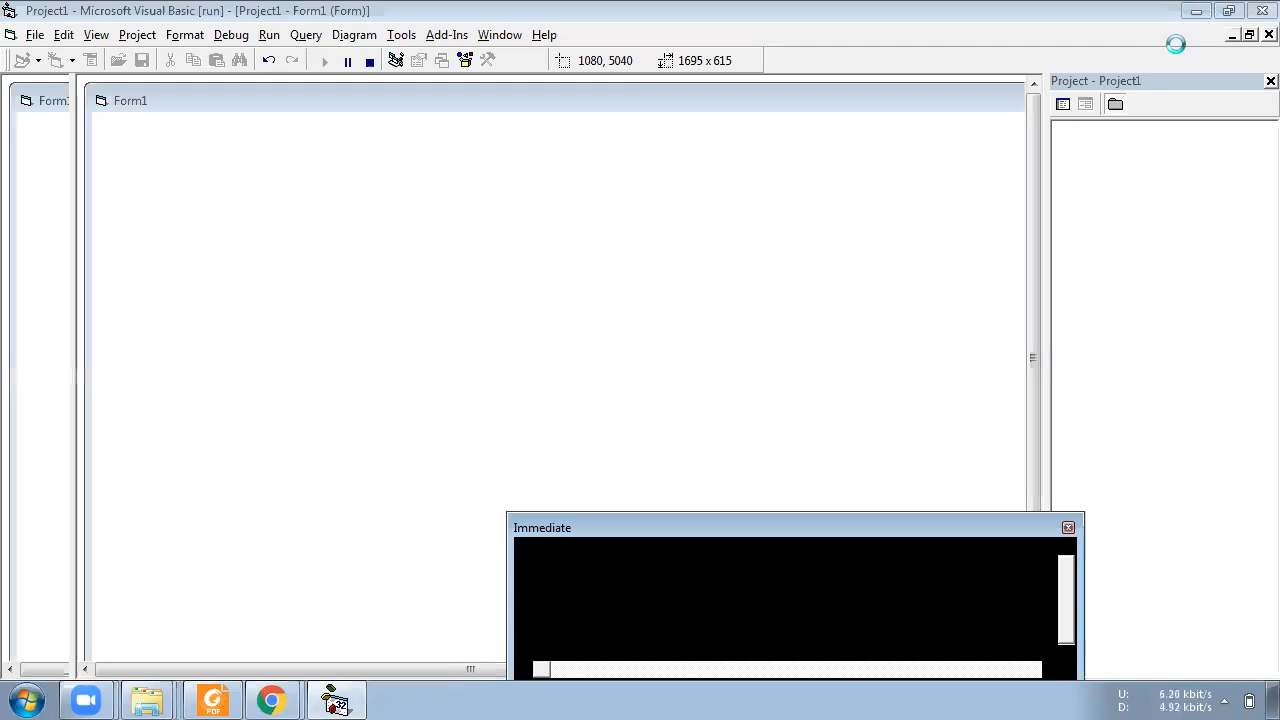 Project1 - Microsoft Visual Basic [run] - [Project1 - Form1 (Form)]
File Edit View Project Format Debug Run Query Diagram Tools Add-Ins Window Help
1080, 5040 1695 x 615
Project - Project1
Form1
Form1
Immediate
U: 6.20 kbit/s
D: 4.92 kbit/s